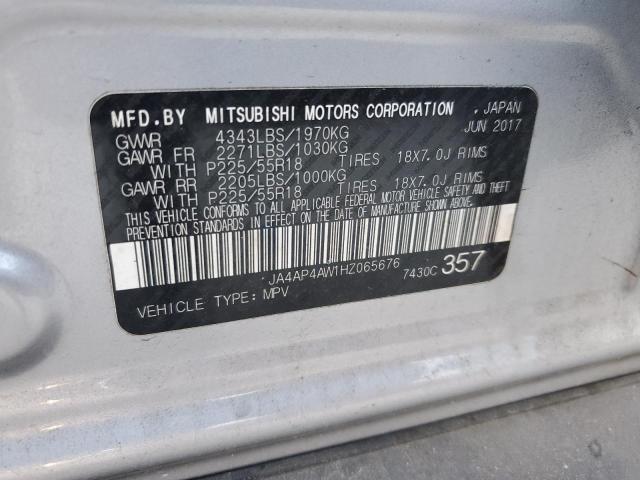 MFD.BY MITSUBISHI MOTORS CORPORATION . JAPAN
GVWR 4343LBS/1970KG JUN 2017
GAWR FR 2271LBS/1030KG
WITH P225/55R18 TIRES 18X7.0J RIMS
GAWR RR 2205LBS/1000KG
WITH P225/55R18 TIRES 18X7.0J RIMS
THIS VEHICLE CONFORMS TO ALL APPLICABLE FEDERAL MOTOR VEHICLE SAFETY AND THEFT
PREVENTION STANDARDS IN EFFECT ON THE DATE OF MANUFACTURE SHOWN ABOVE.
JA4AP4AW1HZ065676 7430C 357
VEHICLE TYPE: MPV